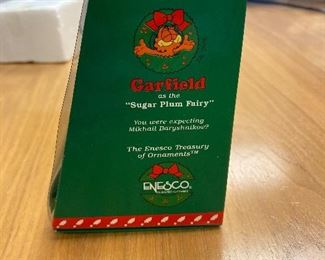 Garfield
as the
"Sugar Plum Fairy"
You were expecting
Mikhail Baryshnikov?
The Enesco Treasury
of Ornaments™
ENESCO®